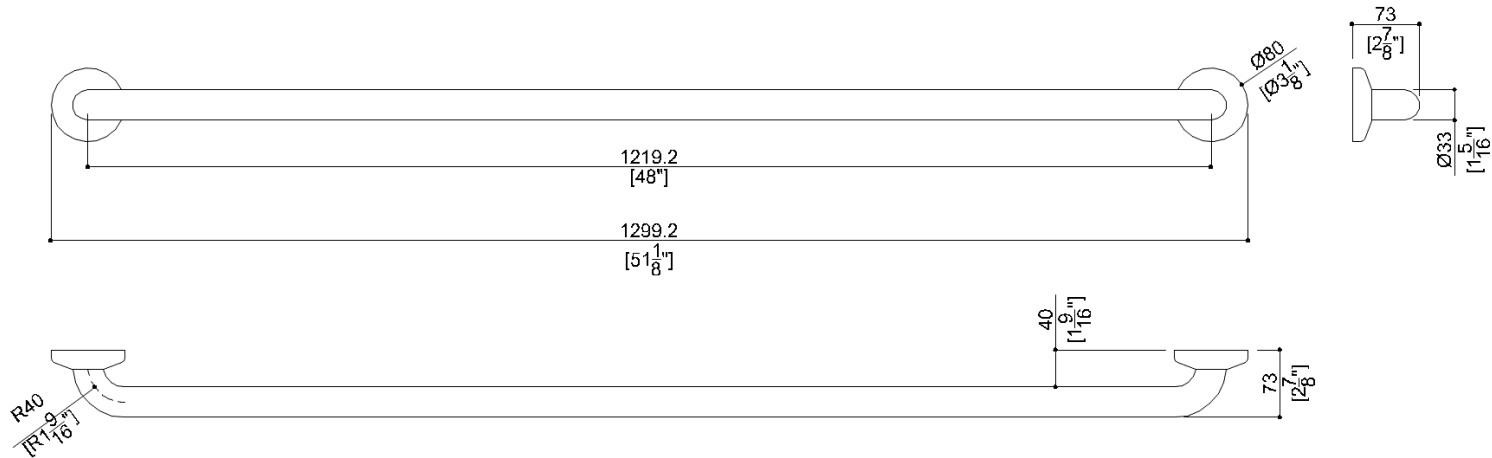 73
[2 7/8"]
Ø80
[Ø3 1/8"]
Ø33
[1 5/16"]
1219.2
[48"]
1299.2
[51 1/8"]
40
[1 9/16"]
73
[2 7/8"]
R40
[R1 9/16"]